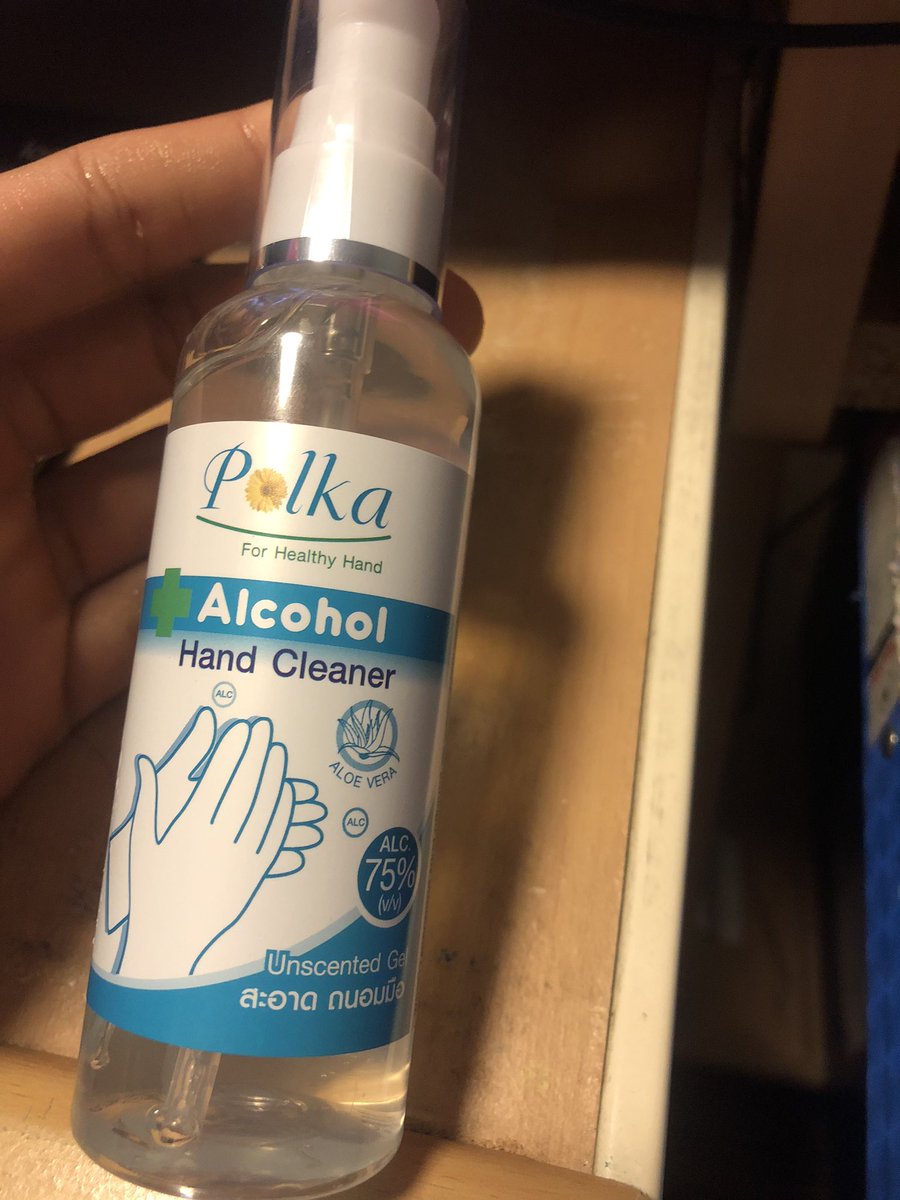 Polka
For Healthy Hand
Alcohol
Hand Cleaner
ALC
ALOE VERA
ALC
ALC.
75%
(v/v)
Unscented Gel
สะอาด ถนอมมือ